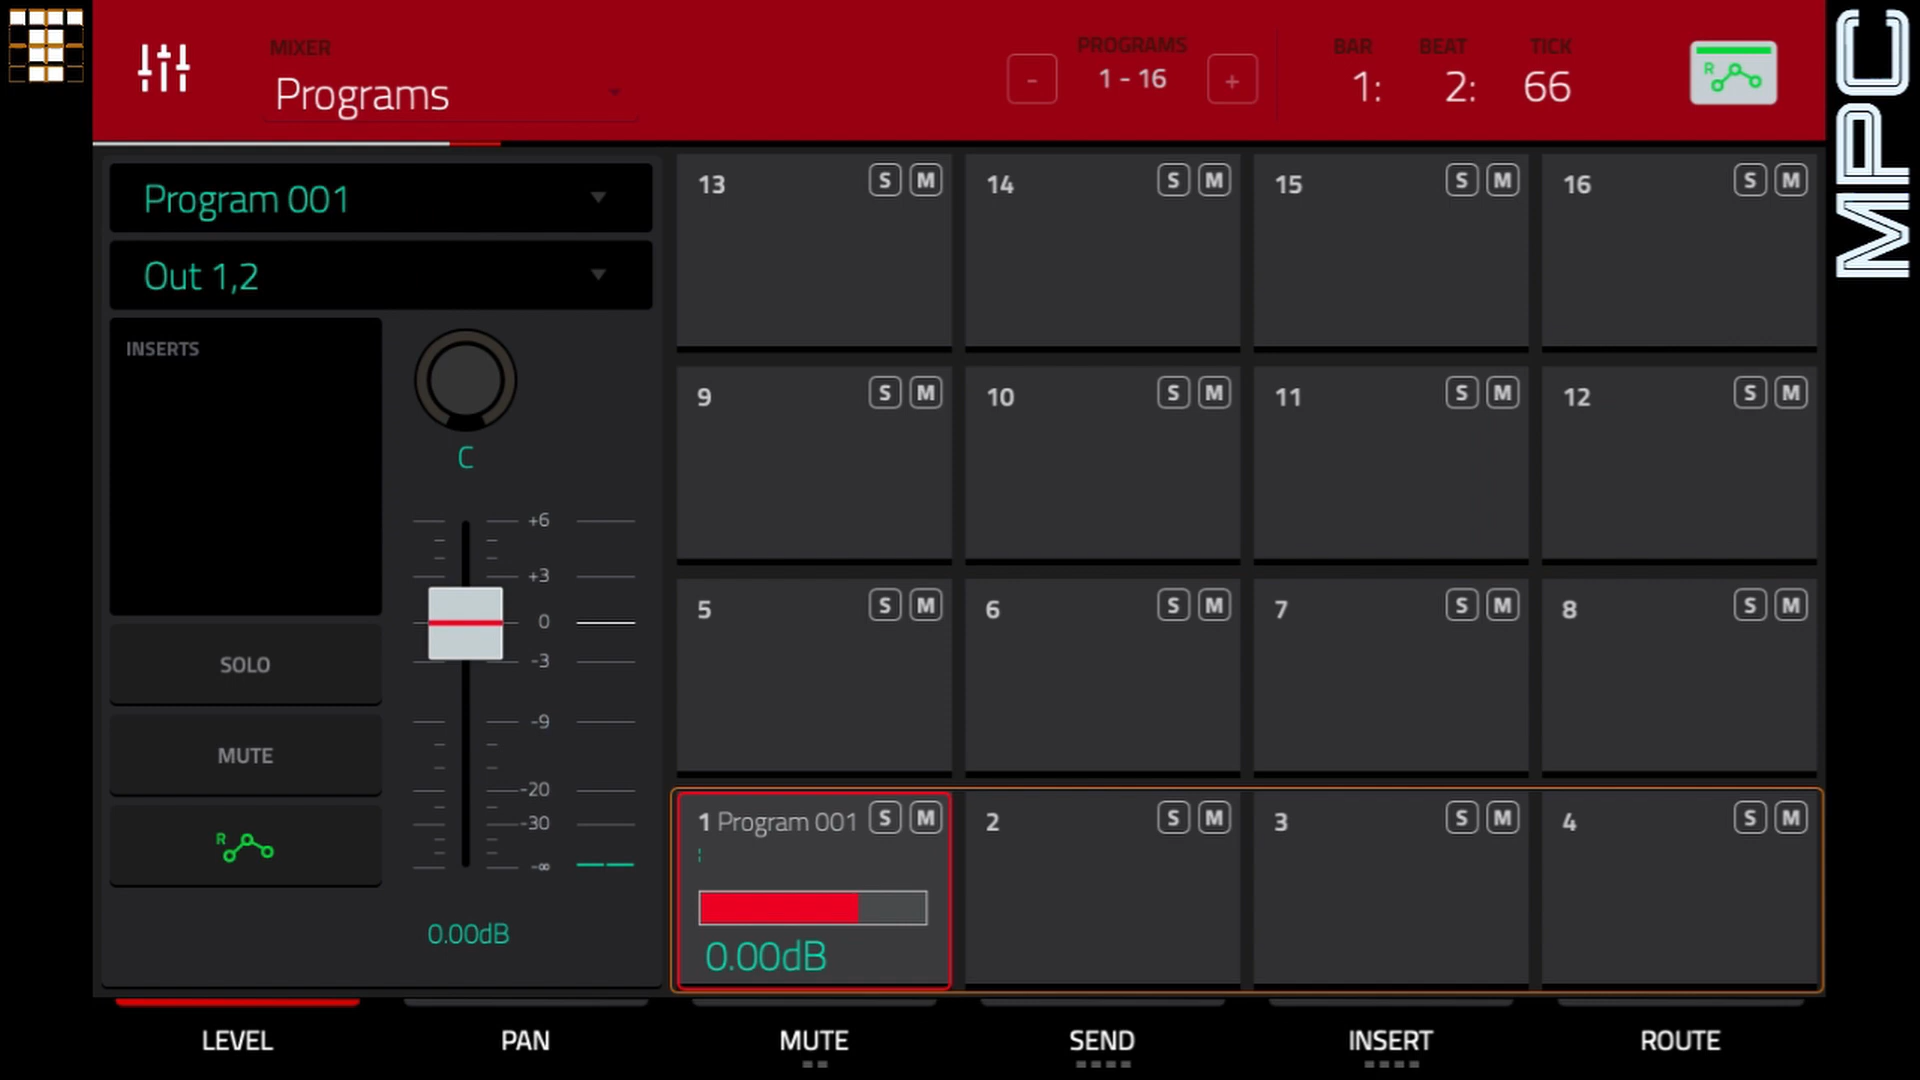 MIXER
Programs
PROGRAMS
- 1 - 16 +
BAR BEAT TICK
1: 2: 66
R
MPC
Program 001
Out 1,2
INSERTS
C
+6
+3
0
-3
-9
-20
-30
-∞
0.00dB
SOLO
MUTE
R
13 S M
14 S M
15 S M
16 S M
9 S M
10 S M
11 S M
12 S M
5 S M
6 S M
7 S M
8 S M
1 Program 001 S M
0.00dB
2 S M
3 S M
4 S M
LEVEL
PAN
MUTE
SEND
INSERT
ROUTE